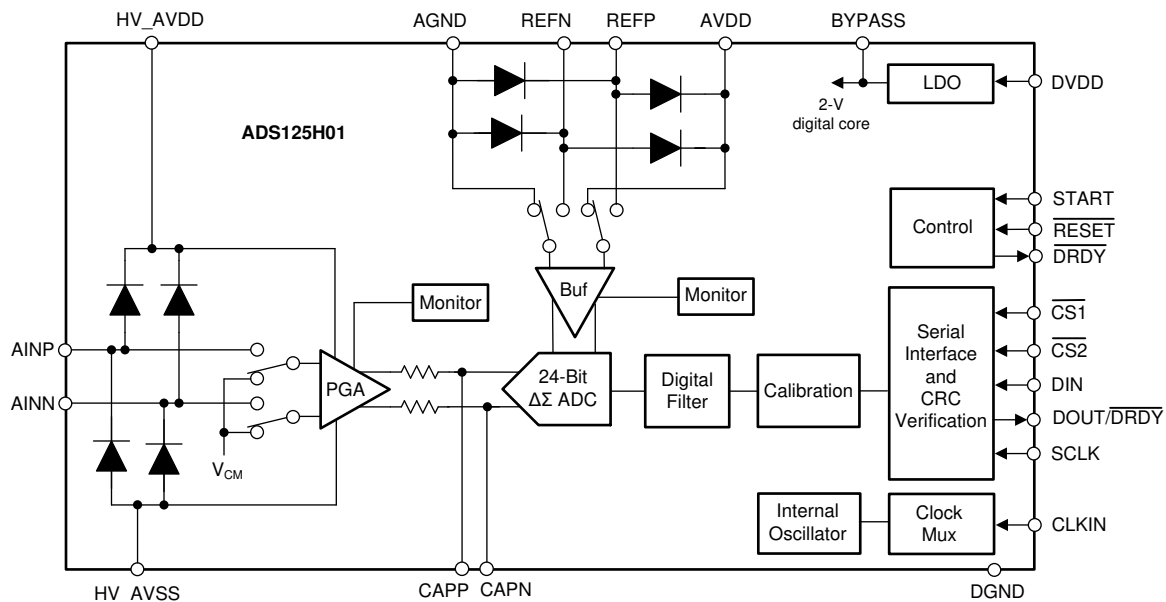 HV_AVDD
AGND
REFN
REFP
AVDD
BYPASS
LDO
DVDD
2-V
digital core
ADS125H01
START
Control
RESET
DRDY
Buf
Monitor
Monitor
CS1
Serial
Interface
and
CRC
Verification
CS2
AINP
PGA
24-Bit
ΔΣ ADC
Digital
Filter
Calibration
DIN
AINN
DOUT/DRDY
VCM
SCLK
Internal
Oscillator
Clock
Mux
CLKIN
HV_AVSS
CAPP
CAPN
DGND